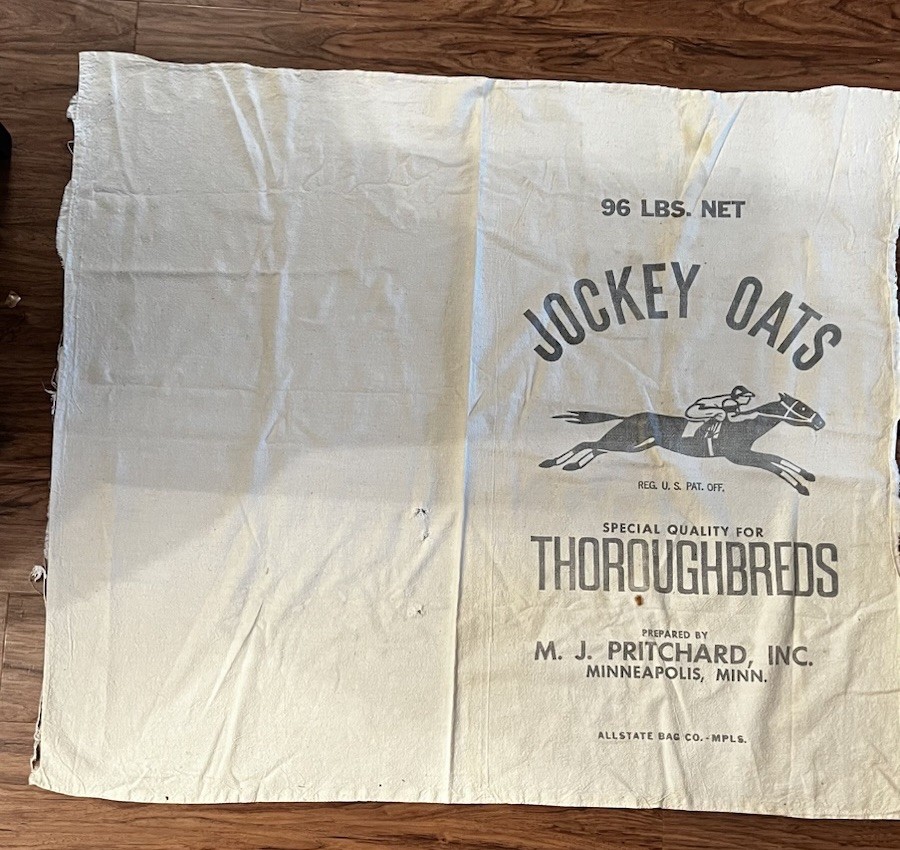 96 LBS. NET
JOCKEY OATS
REG. U. S. PAT. OFF.
SPECIAL QUALITY FOR
THOROUGHBREDS
PREPARED BY
M. J. PRITCHARD, INC.
MINNEAPOLIS, MINN.
ALLSTATE BAG CO.-MPLS.